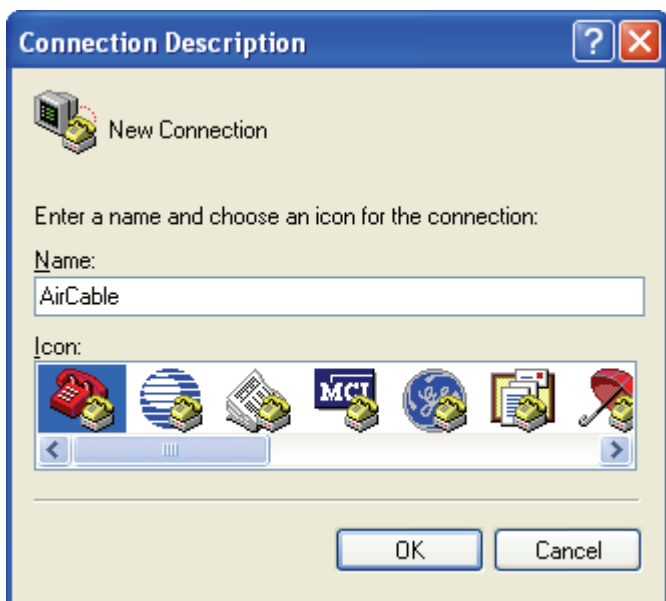 Connection Description
New Connection
Enter a name and choose an icon for the connection:
Name:
AirCable
Icon:
MCI
OK Cancel